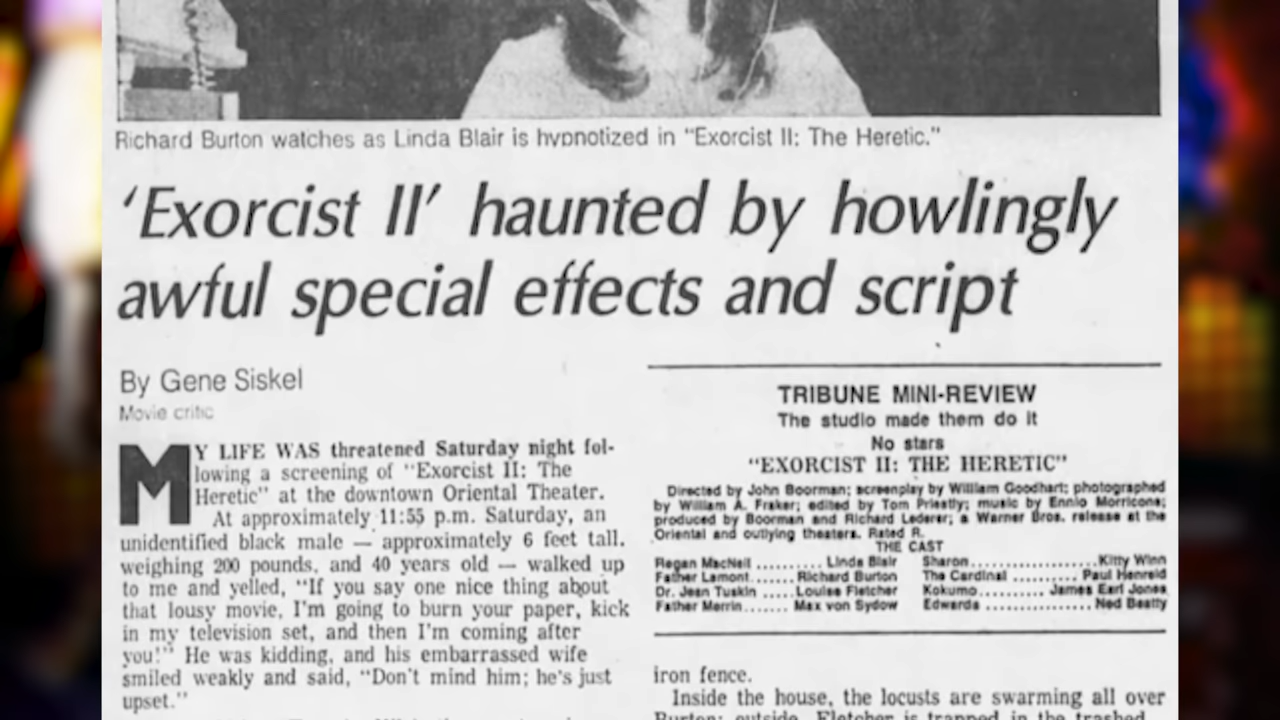 Richard Burton watches as Linda Blair is hypnotized in “Exorcist II: The Heretic.”
‘Exorcist II’ haunted by howlingly
awful special effects and script
By Gene Siskel
Movie critic
MY LIFE WAS threatened Saturday night fol-
lowing a screening of “Exorcist II: The
Heretic” at the downtown Oriental Theater.
At approximately 11:55 p.m. Saturday, an
unidentified black male — approximately 6 feet tall,
weighing 200 pounds, and 40 years old — walked up
to me and yelled, “If you say one nice thing about
that lousy movie, I'm going to burn your paper, kick
in my television set, and then I'm coming after
you!” He was kidding, and his embarrassed wife
smiled weakly and said, “Don't mind him; he's just
upset.”
TRIBUNE MINI-REVIEW
The studio made them do it
No stars
“EXORCIST II: THE HERETIC”
Directed by John Boorman; screenplay by William Goodhart; photographed
by William A. Fraker; edited by Tom Priestly; music by Ennio Morricone;
produced by Boorman and Richard Lederer; a Warner Bros. release at the
Oriental and outlying theaters. Rated R.
THE CAST
Regan MacNeil .......... Linda Blair
Father Lamont....... Richard Burton
Dr. Jean Tuskin ..... Louise Fletcher
Father Merrin....... Max von Sydow
Sharon....................Kitty Winn
The Cardinal .......... Paul Henreid
Kokumo.......... James Earl Jones
Edwards ................. Ned Beatty
iron fence.
Inside the house, the locusts are swarming all over
Burton; outside, Fletcher is trapped in the trashed